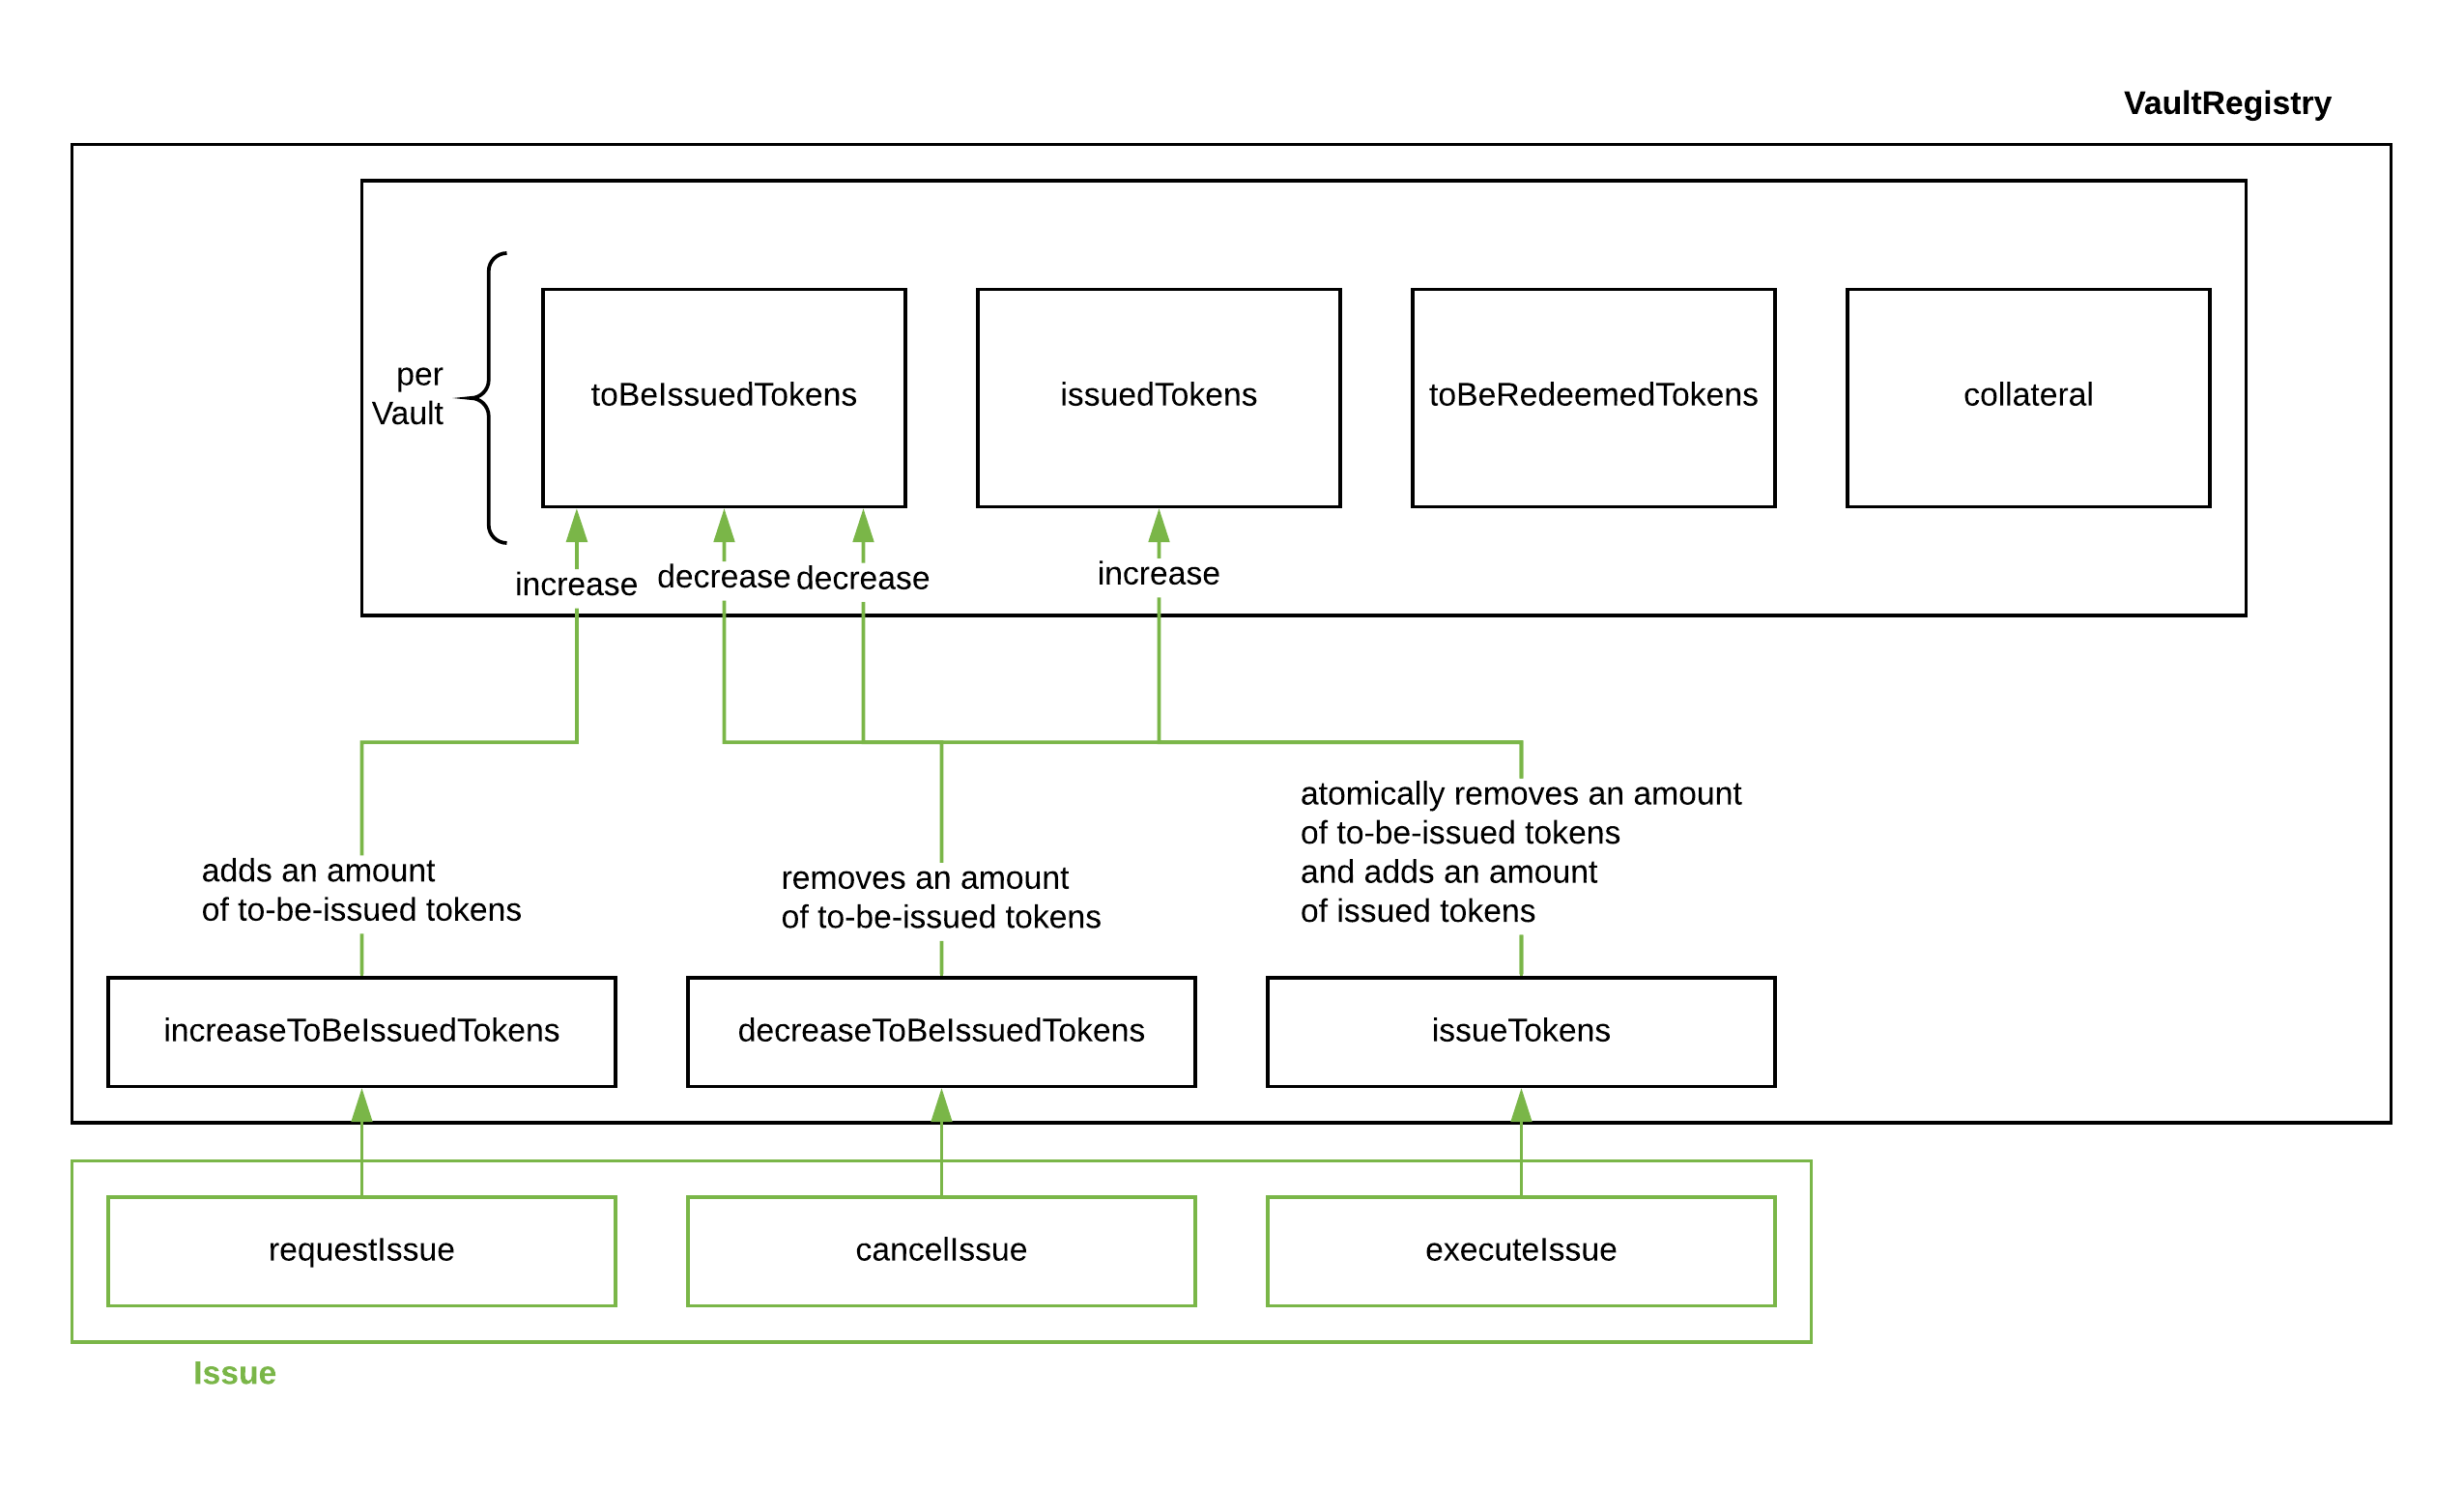 VaultRegistry
per
Vault
toBeIssuedTokens
issuedTokens
toBeRedeemedTokens
collateral
increase
decrease
decrease
increase
adds an amount
of to-be-issued tokens
removes an amount
of to-be-issued tokens
atomically removes an amount
of to-be-issued tokens
and adds an amount
of issued tokens
increaseToBeIssuedTokens
decreaseToBeIssuedTokens
issueTokens
requestIssue
cancelIssue
executeIssue
Issue